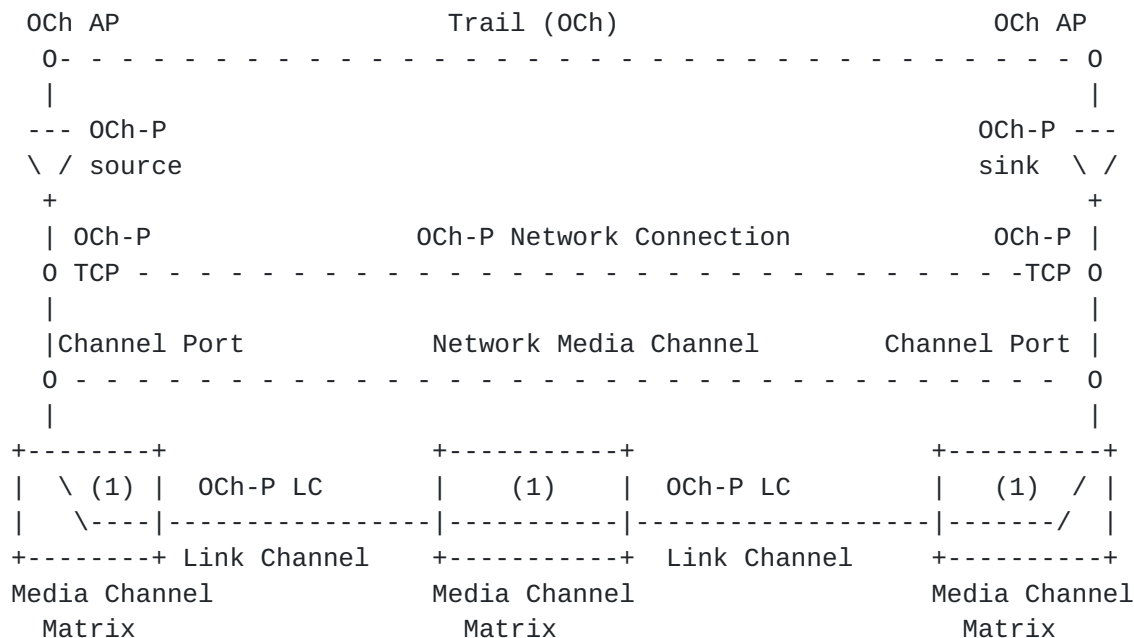 OCh AP Trail (OCh) OCh AP
O- - - - - - - - - - - - - - - - - - - - - - - - - - - - - - - - - O
| |
--- OCh-P OCh-P ---
\ / source sink \ /
+ +
| OCh-P OCh-P Network Connection OCh-P |
O TCP - - - - - - - - - - - - - - - - - - - - - - - - - - - - -TCP O
| |
|Channel Port Network Media Channel Channel Port |
O - - - - - - - - - - - - - - - - - - - - - - - - - - - - - - - - O
| |
+--------+ +-----------+ +----------+
| \ (1) | OCh-P LC | (1) | OCh-P LC | (1) / |
| \----|-----------------|-----------|-------------------|-------/ |
+--------+ Link Channel +-----------+ Link Channel +----------+
Media Channel Media Channel Media Channel
Matrix Matrix Matrix